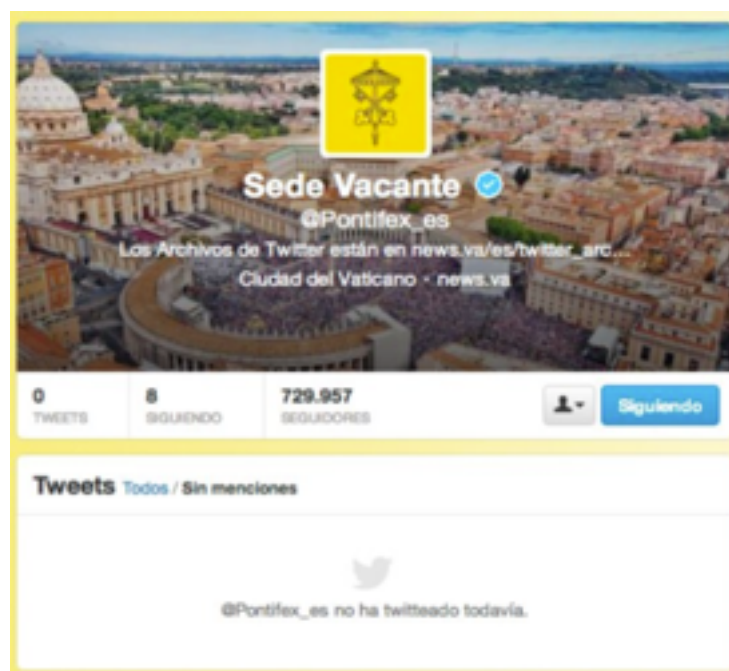 Sede Vacante
@Pontifex_es
Los Archivos de Twitter están en news.va/es/twitter_arc...
Ciudad del Vaticano · news.va
0 8 729.957
TWEETS SIGUIENDO SEGUIDORES
Siguiendo
Tweets Todos / Sin menciones
@Pontifex_es no ha twitteado todavía.